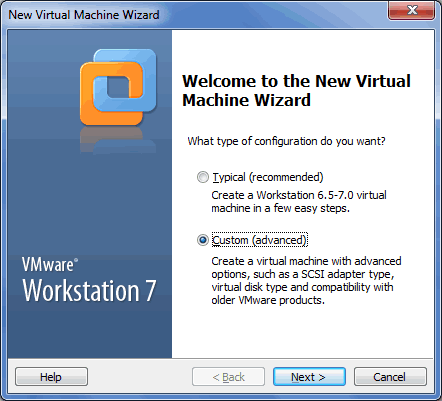 New Virtual Machine Wizard
Welcome to the New Virtual
Machine Wizard
What type of configuration do you want?
Typical (recommended)
Create a Workstation 6.5-7.0 virtual
machine in a few easy steps.
Custom (advanced)
Create a virtual machine with advanced
options, such as a SCSI adapter type,
virtual disk type and compatibility with
older VMware products.
VMware®
Workstation 7
Help
< Back
Next >
Cancel